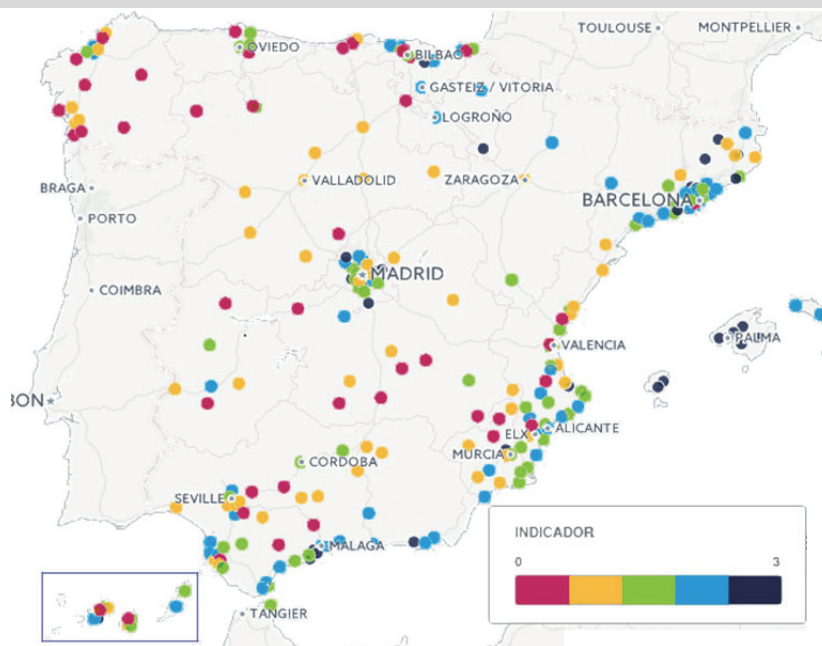 TOULOUSE
MONTPELLIER
OVIEDO
BILBAO
GASTEIZ / VITORIA
LOGROÑO
BRAGA
VALLADOLID
ZARAGOZA
BARCELONA
PORTO
MADRID
COIMBRA
PALMA
VALENCIA
BON
ALICANTE
ELX
MURCIA
CORDOBA
SEVILLE
MALAGA
TANGIER
INDICADOR
0 3